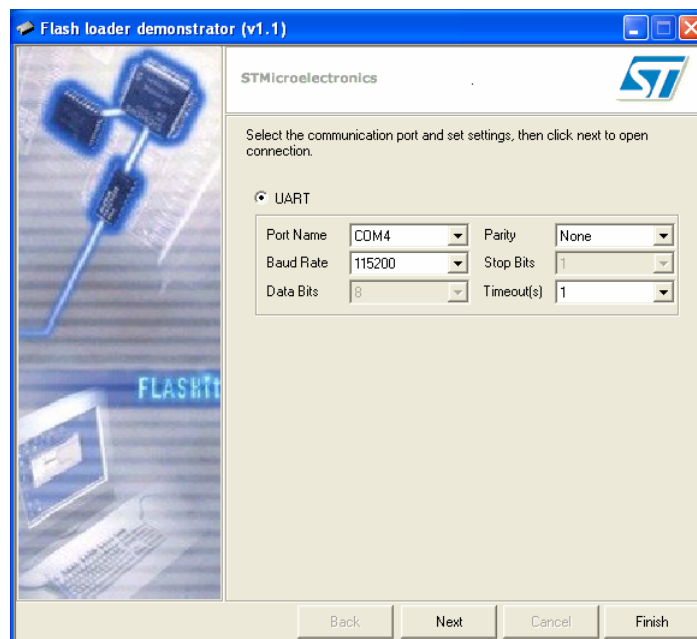 Flash loader demonstrator (v1.1)
STMicroelectronics
ST
Select the communication port and set settings, then click next to open
connection.
UART
Port Name COM4 Parity None
Baud Rate 115200 Stop Bits 1
Data Bits 8 Timeout(s) 1
FLASHit
Back Next Cancel Finish